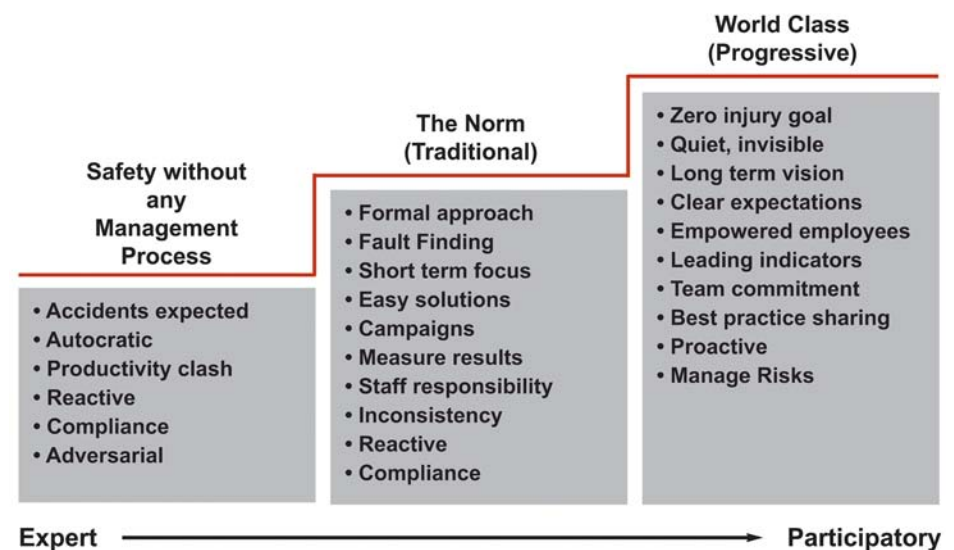 Safety without
any
Management
Process
• Accidents expected
• Autocratic
• Productivity clash
• Reactive
• Compliance
• Adversarial
The Norm
(Traditional)
• Formal approach
• Fault Finding
• Short term focus
• Easy solutions
• Campaigns
• Measure results
• Staff responsibility
• Inconsistency
• Reactive
• Compliance
World Class
(Progressive)
• Zero injury goal
• Quiet, invisible
• Long term vision
• Clear expectations
• Empowered employees
• Leading indicators
• Team commitment
• Best practice sharing
• Proactive
• Manage Risks
Expert
Participatory